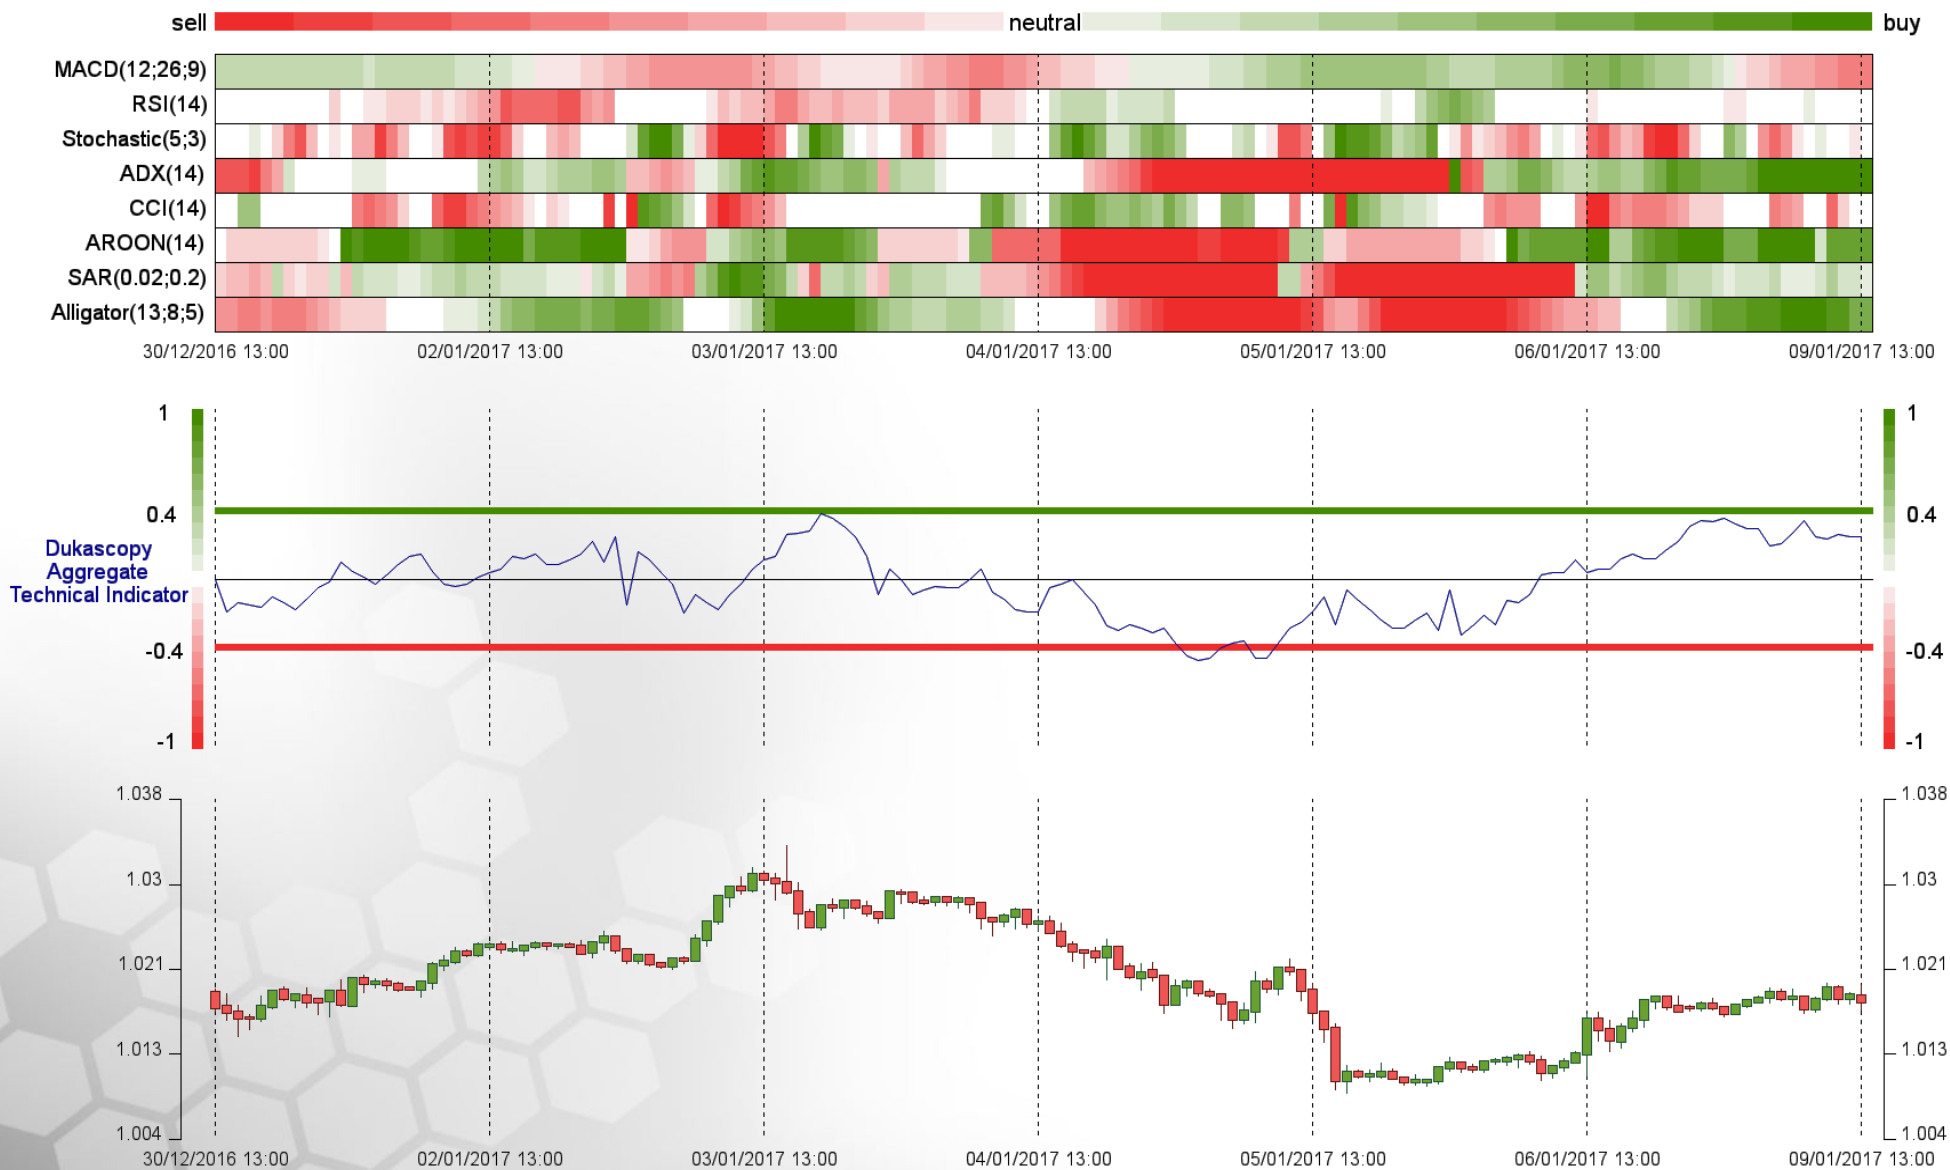 sell neutral buy
MACD(12;26;9)
RSI(14)
Stochastic(5;3)
ADX(14)
CCI(14)
AROON(14)
SAR(0.02;0.2)
Alligator(13;8;5)
30/12/2016 13:00 02/01/2017 13:00 03/01/2017 13:00 04/01/2017 13:00 05/01/2017 13:00 06/01/2017 13:00 09/01/2017 13:00
1 1
0.4 0.4
Dukascopy
Aggregate
Technical Indicator
-0.4 -0.4
-1 -1
1.038 1.038
1.03 1.03
1.021 1.021
1.013 1.013
1.004 1.004
30/12/2016 13:00 02/01/2017 13:00 03/01/2017 13:00 04/01/2017 13:00 05/01/2017 13:00 06/01/2017 13:00 09/01/2017 13:00